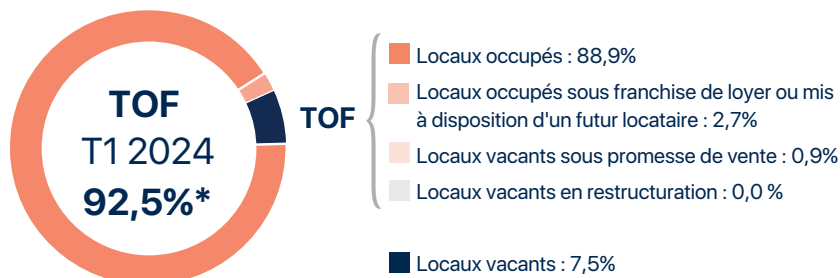 TOF
T1 2024
92,5%*
TOF
Locaux occupés : 88,9%
Locaux occupés sous franchise de loyer ou mis
à disposition d'un futur locataire : 2,7%
Locaux vacants sous promesse de vente : 0,9%
Locaux vacants en restructuration : 0,0 %
Locaux vacants : 7,5%